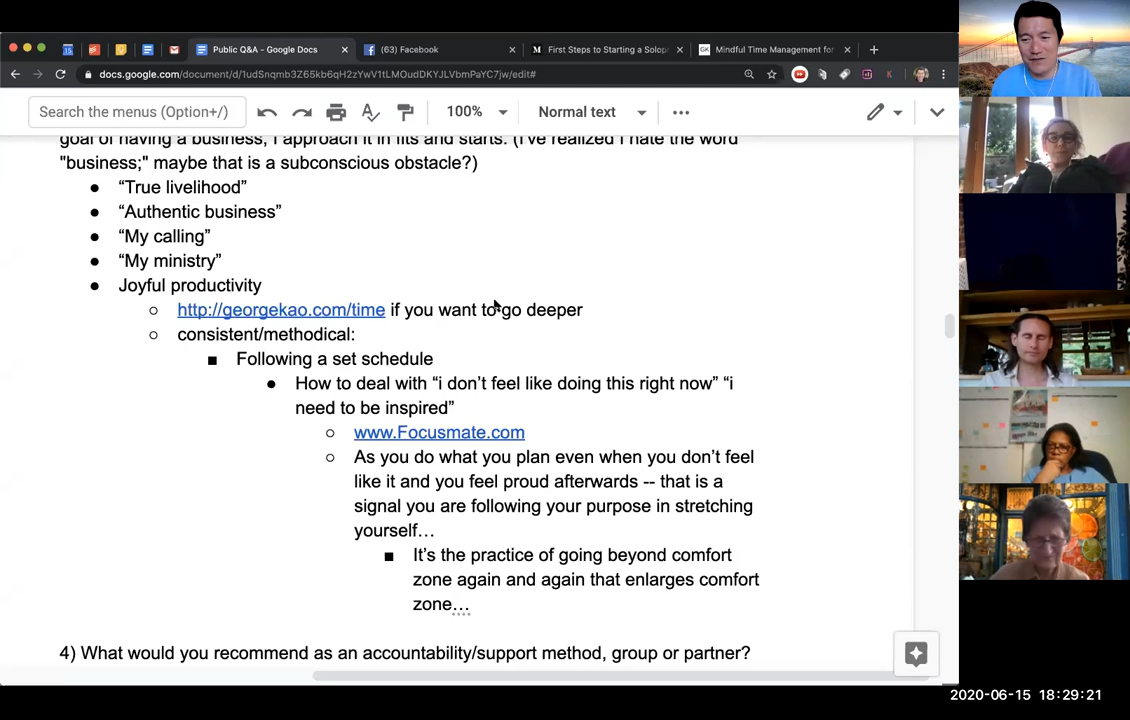 Public Q&A - Google Docs
(63) Facebook
First Steps to Starting a Solopr
Mindful Time Management for
docs.google.com/document/d/1udSnqmb3Z65kb6qH2zYwV1tLMOudDKYJLVbmPaYC7jw/edit#
Search the menus (Option+/)
100%
Normal text
goal of having a business, I approach it in fits and starts. (I've realized I hate the word
"business;" maybe that is a subconscious obstacle?)
● “True livelihood”
● “Authentic business”
● “My calling”
● “My ministry”
● Joyful productivity
○ http://georgekao.com/time if you want to go deeper
○ consistent/methodical:
■ Following a set schedule
● How to deal with “i don’t feel like doing this right now” “i
need to be inspired”
○ www.Focusmate.com
○ As you do what you plan even when you don’t feel
like it and you feel proud afterwards -- that is a
signal you are following your purpose in stretching
yourself…
■ It’s the practice of going beyond comfort
zone again and again that enlarges comfort
zone…
4) What would you recommend as an accountability/support method, group or partner?
2020-06-15 18:29:21